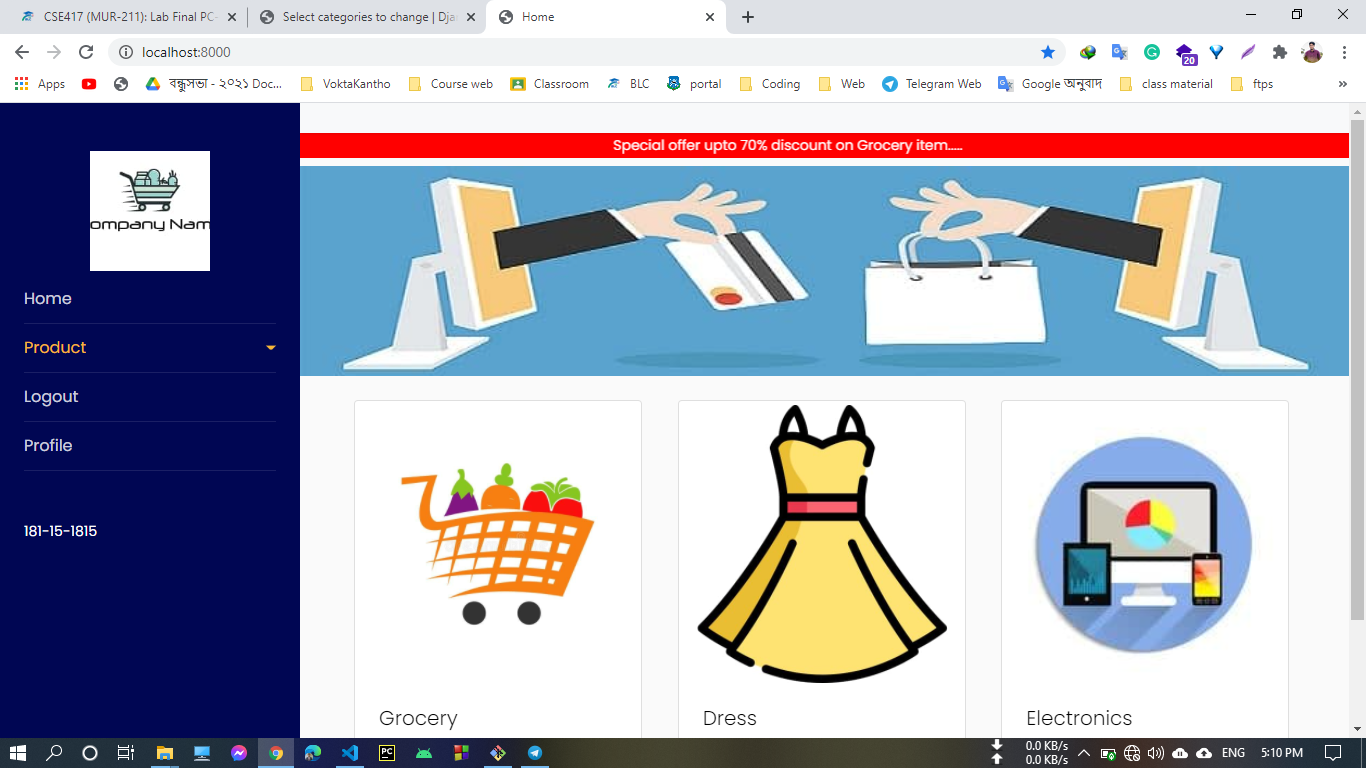 CSE417 (MUR-211): Lab Final PC-
Select categories to change | Dja
Home
localhost:8000
20
Apps
বন্ধুসভা - ২০২১ Doc...
VoktaKantho
Course web
Classroom
BLC
portal
Coding
Web
Telegram Web
Google অনুবাদ
class material
ftps
»
Special offer upto 70% discount on Grocery item.....
ompany Nam
Home
Product
Logout
Profile
181-15-1815
Grocery
Dress
Electronics
PC
0.0 KB/s
0.0 KB/s
ENG
5:10 PM